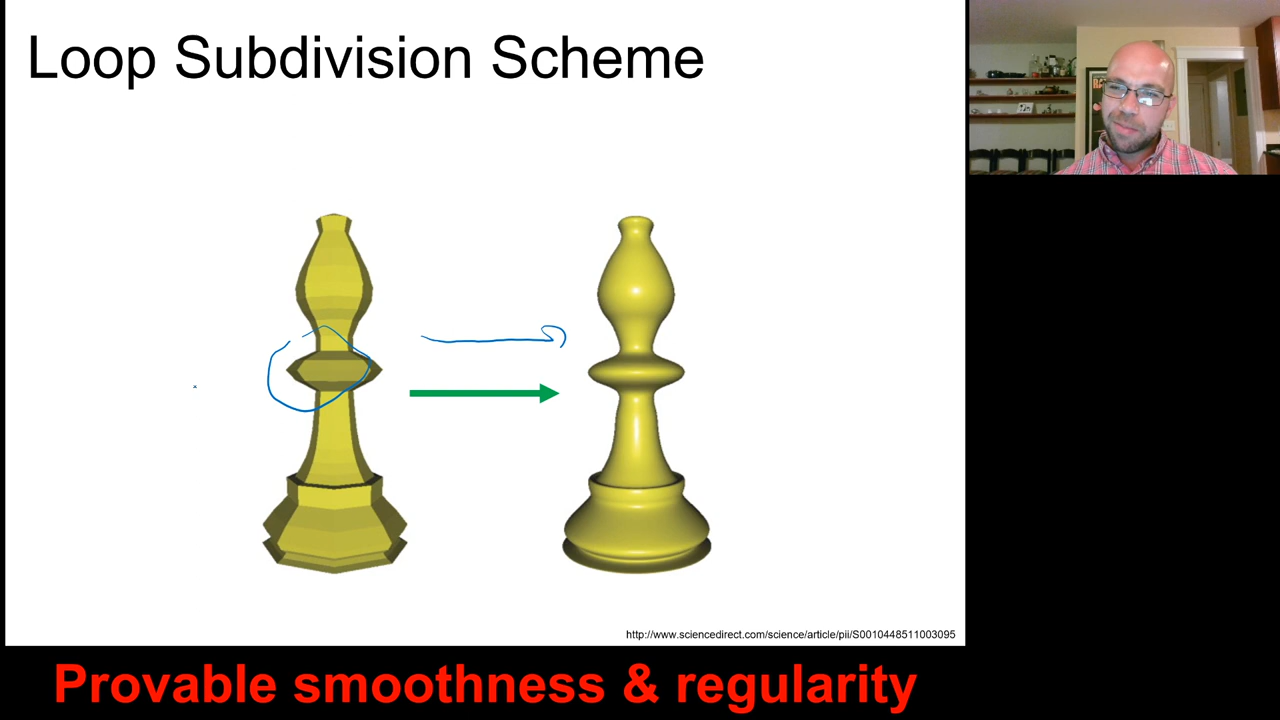 Loop Subdivision Scheme
http://www.sciencedirect.com/science/article/pii/S0010448511003095
Provable smoothness & regularity